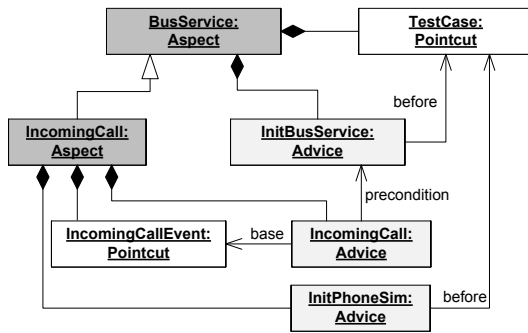 BusService:
Aspect
TestCase:
Pointcut
before
IncomingCall:
Aspect
InitBusService:
Advice
precondition
IncomingCallEvent:
Pointcut
base
IncomingCall:
Advice
InitPhoneSim:
Advice
before